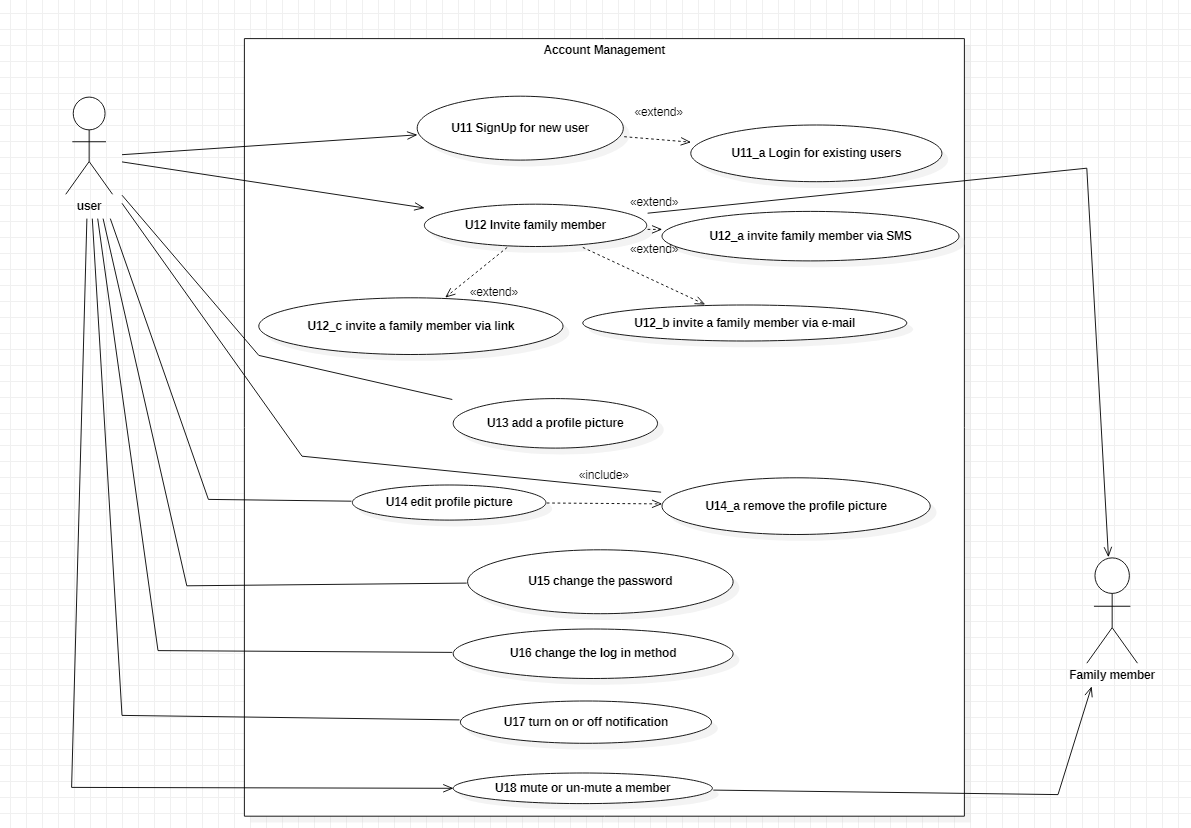 Account Management
U11 SignUp for new user
«extend»
U11_a Login for existing users
user
«extend»
U12 Invite family member
U12_a invite family member via SMS
«extend»
«extend»
U12_c invite a family member via link
U12_b invite a family member via e-mail
U13 add a profile picture
«include»
U14 edit profile picture
U14_a remove the profile picture
U15 change the password
U16 change the log in method
Family member
U17 turn on or off notification
U18 mute or un-mute a member